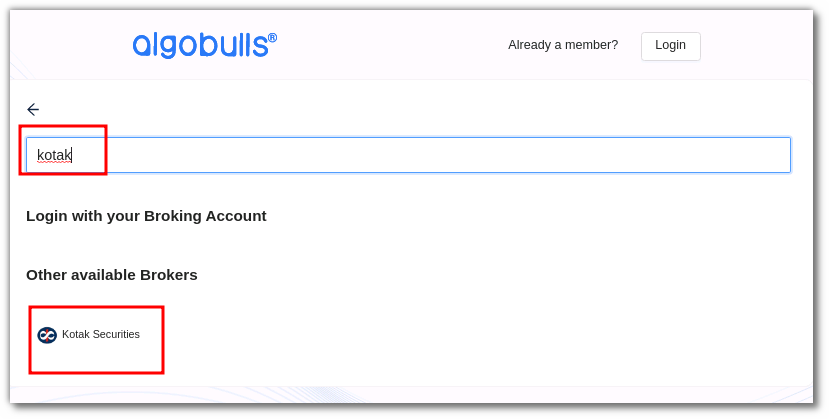 algobulls®
Already a member? Login
kotak
Login with your Broking Account
Other available Brokers
Kotak Securities